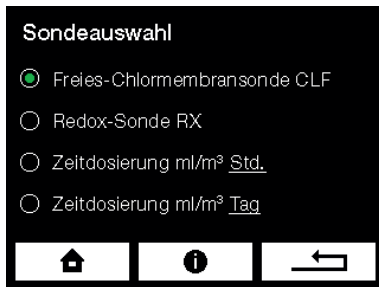 Sondeauswahl
Freies-Chlormembransonde CLF
Redox-Sonde RX
Zeitdosierung ml/m³ Std.
Zeitdosierung ml/m³ Tag